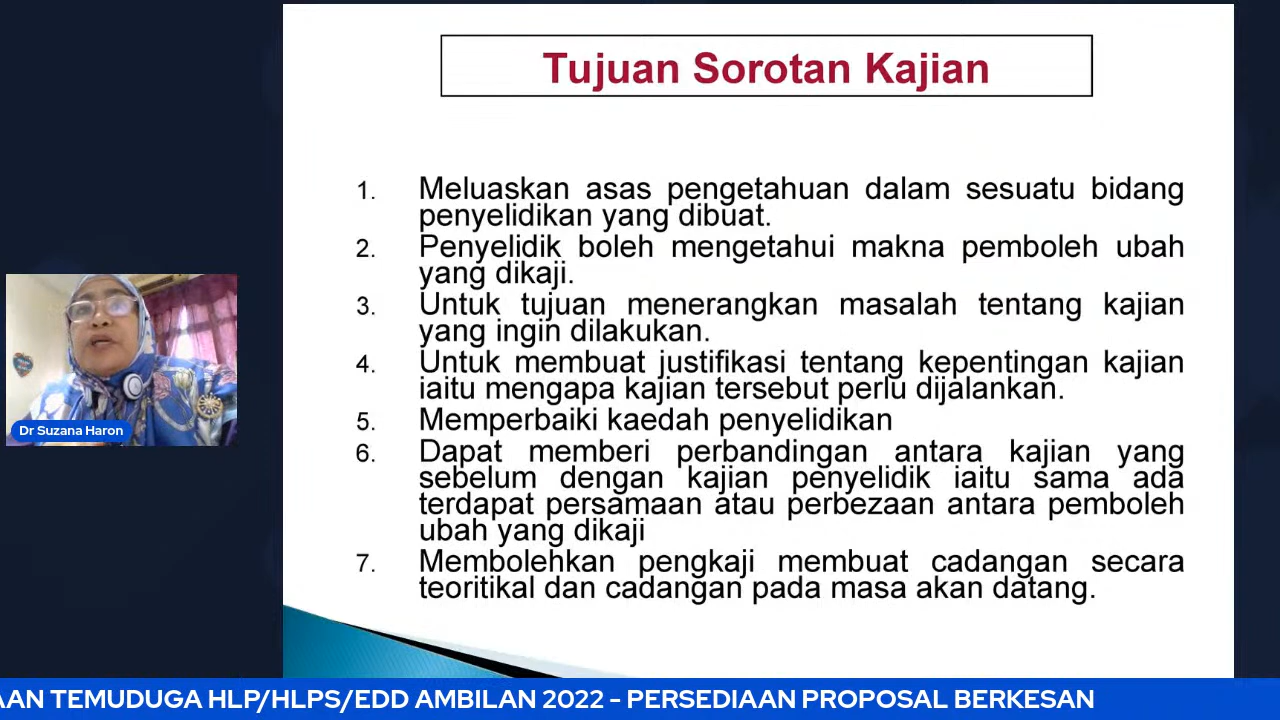 Tujuan Sorotan Kajian
1. Meluaskan asas pengetahuan dalam sesuatu bidang
penyelidikan yang dibuat.
2. Penyelidik boleh mengetahui makna pemboleh ubah
yang dikaji.
3. Untuk tujuan menerangkan masalah tentang kajian
yang ingin dilakukan.
4. Untuk membuat justifikasi tentang kepentingan kajian
iaitu mengapa kajian tersebut perlu dijalankan.
5. Memperbaiki kaedah penyelidikan
6. Dapat memberi perbandingan antara kajian yang
sebelum dengan kajian penyelidik iaitu sama ada
terdapat persamaan atau perbezaan antara pemboleh
ubah yang dikaji
7. Membolehkan pengkaji membuat cadangan secara
teoritikal dan cadangan pada masa akan datang.
Dr Suzana Haron
TEMUDUGA HLP/HLPS/EDD AMBILAN 2022 - PERSEDIAAN PROPOSAL BERKESAN